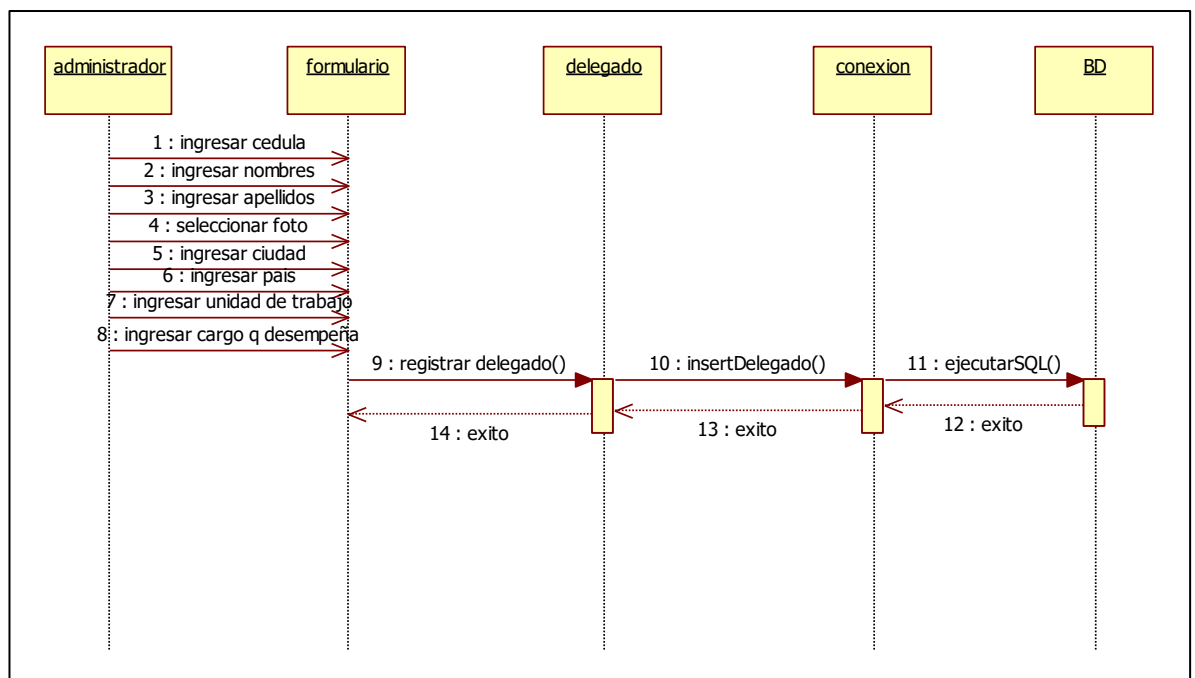 administrador
formulario
delegado
conexion
BD
1 : ingresar cedula
2 : ingresar nombres
3 : ingresar apellidos
4 : seleccionar foto
5 : ingresar ciudad
6 : ingresar pais
7 : ingresar unidad de trabajo
8 : ingresar cargo q desempeña
9 : registrar delegado()
10 : insertDelegado()
11 : ejecutarSQL()
12 : exito
13 : exito
14 : exito